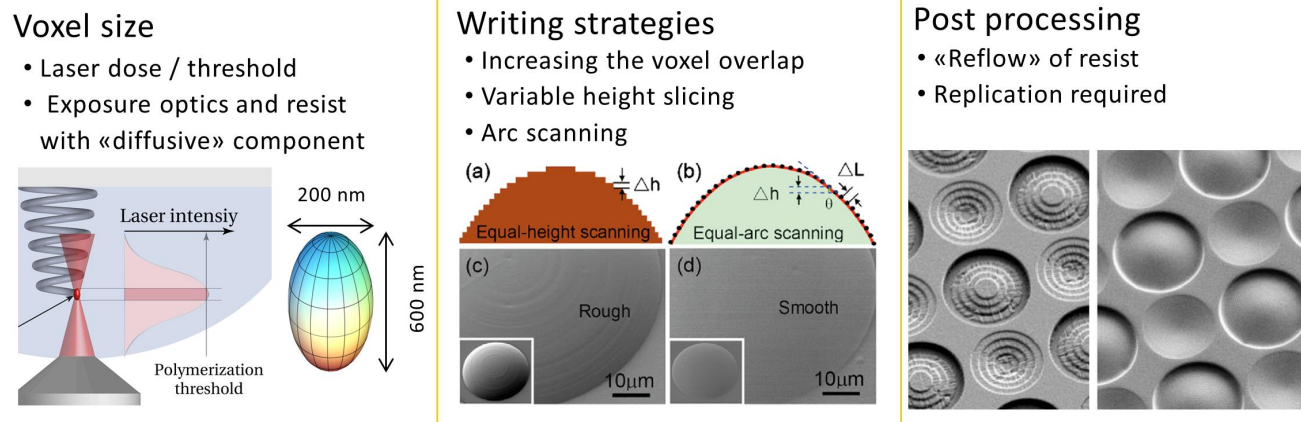 Voxel size
• Laser dose / threshold
• Exposure optics and resist
with «diffusive» component
Laser intensiy
Polymerization
threshold
200 nm
600 nm
Writing strategies
• Increasing the voxel overlap
• Variable height slicing
• Arc scanning
(a)
△h
Equal-height scanning
(b)
△L
△h
θ
Equal-arc scanning
(c)
Rough
10μm
(d)
Smooth
10μm
Post processing
• «Reflow» of resist
• Replication required